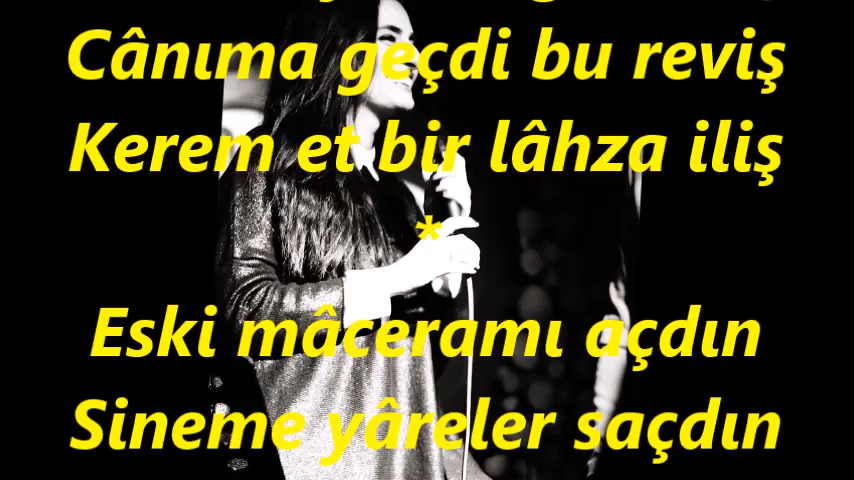 Cânıma geçdi bu reviş
Kerem et bir lâhza iliş
*
Eski mâceramı açdın
Sineme yâreler saçdın